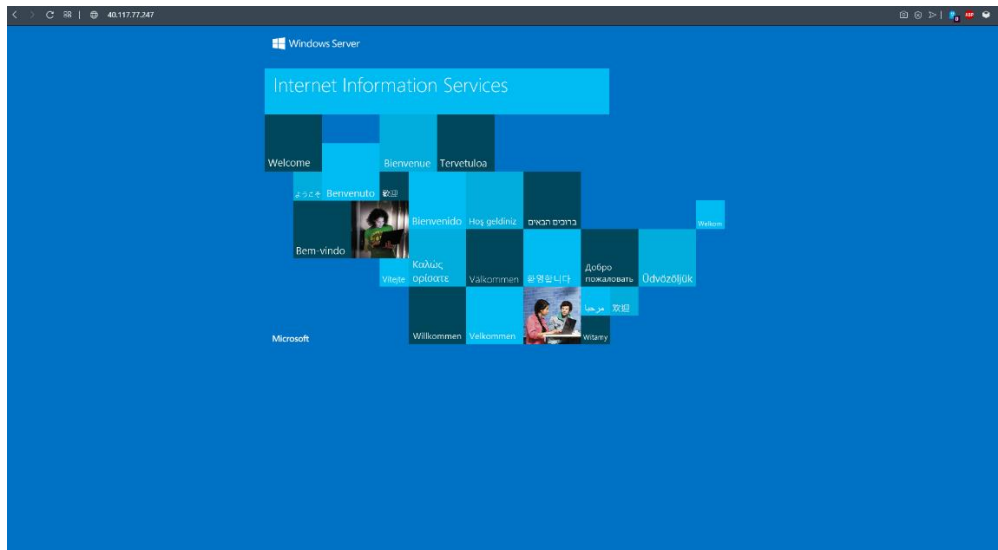 40.117.77.247
Windows Server
Internet Information Services
Welcome
Bienvenue
Tervetuloa
ようこそ
Benvenuto
歓迎
Bienvenido
Hoş geldiniz
ברוכים הבאים
Welkom
Bem-vindo
Vítejte
Καλώς
ορίσατε
Välkommen
환영합니다
Добро
пожаловать
Üdvözöljük
مرحبا
欢迎
Microsoft
Willkommen
Velkommen
Witamy